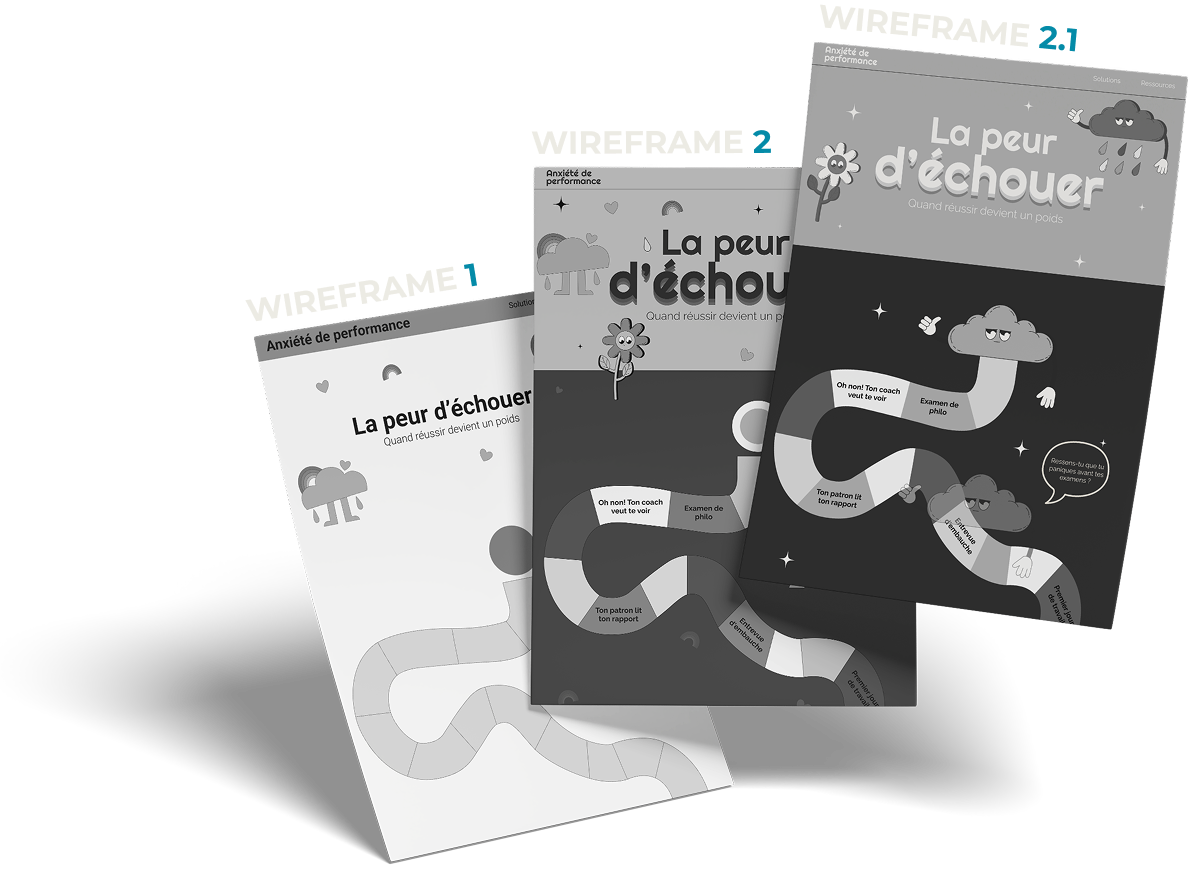 WIREFRAME 1
Anxiété de performance
La peur d'échouer
Quand réussir devient un poids
WIREFRAME 2
Anxiété de
performance
La peur
Quand réussir devient un
Oh non! Ton coach
veut te voir
Examen de
philo
Ton patron lit
ton rapport
Entrevue
d'embauche
Premier
de
WIREFRAME 2.1
Anxiété de
performance
Solutions
Ressources
La peur
d'échouer
Quand réussir devient un poids
Oh non! Ton coach
veut te voir
Examen de
philo
Ressens-tu que tu
paniques avant tes
examens ?
Ton patron lit
ton rapport
Entrevue
d'embauche
Premier
de